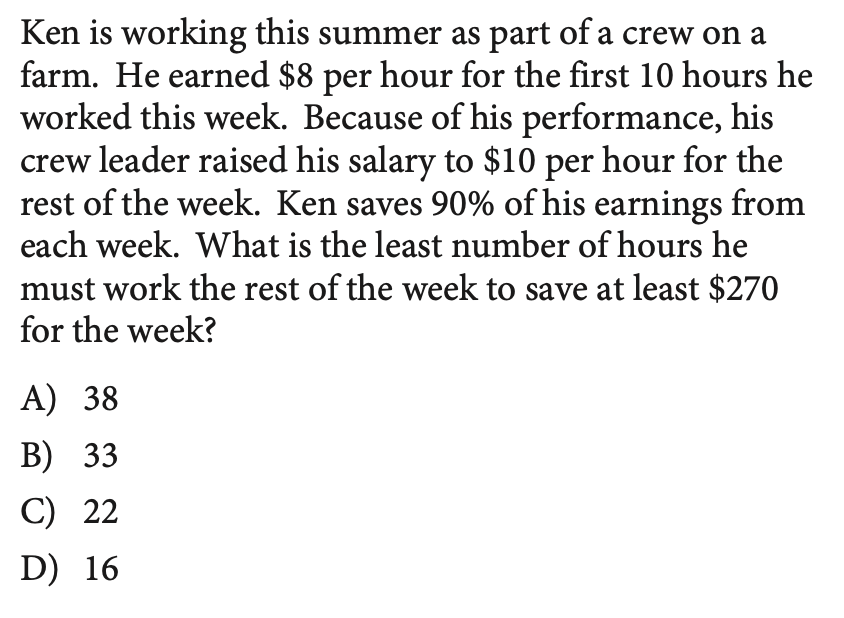 Ken is working this summer as part of a crew on a
farm. He earned $8 per hour for the first 10 hours he
worked this week. Because of his performance, his
crew leader raised his salary to $10 per hour for the
rest of the week. Ken saves 90% of his earnings from
each week. What is the least number of hours he
must work the rest of the week to save at least $270
for the week?
A) 38
B) 33
C) 22
D) 16